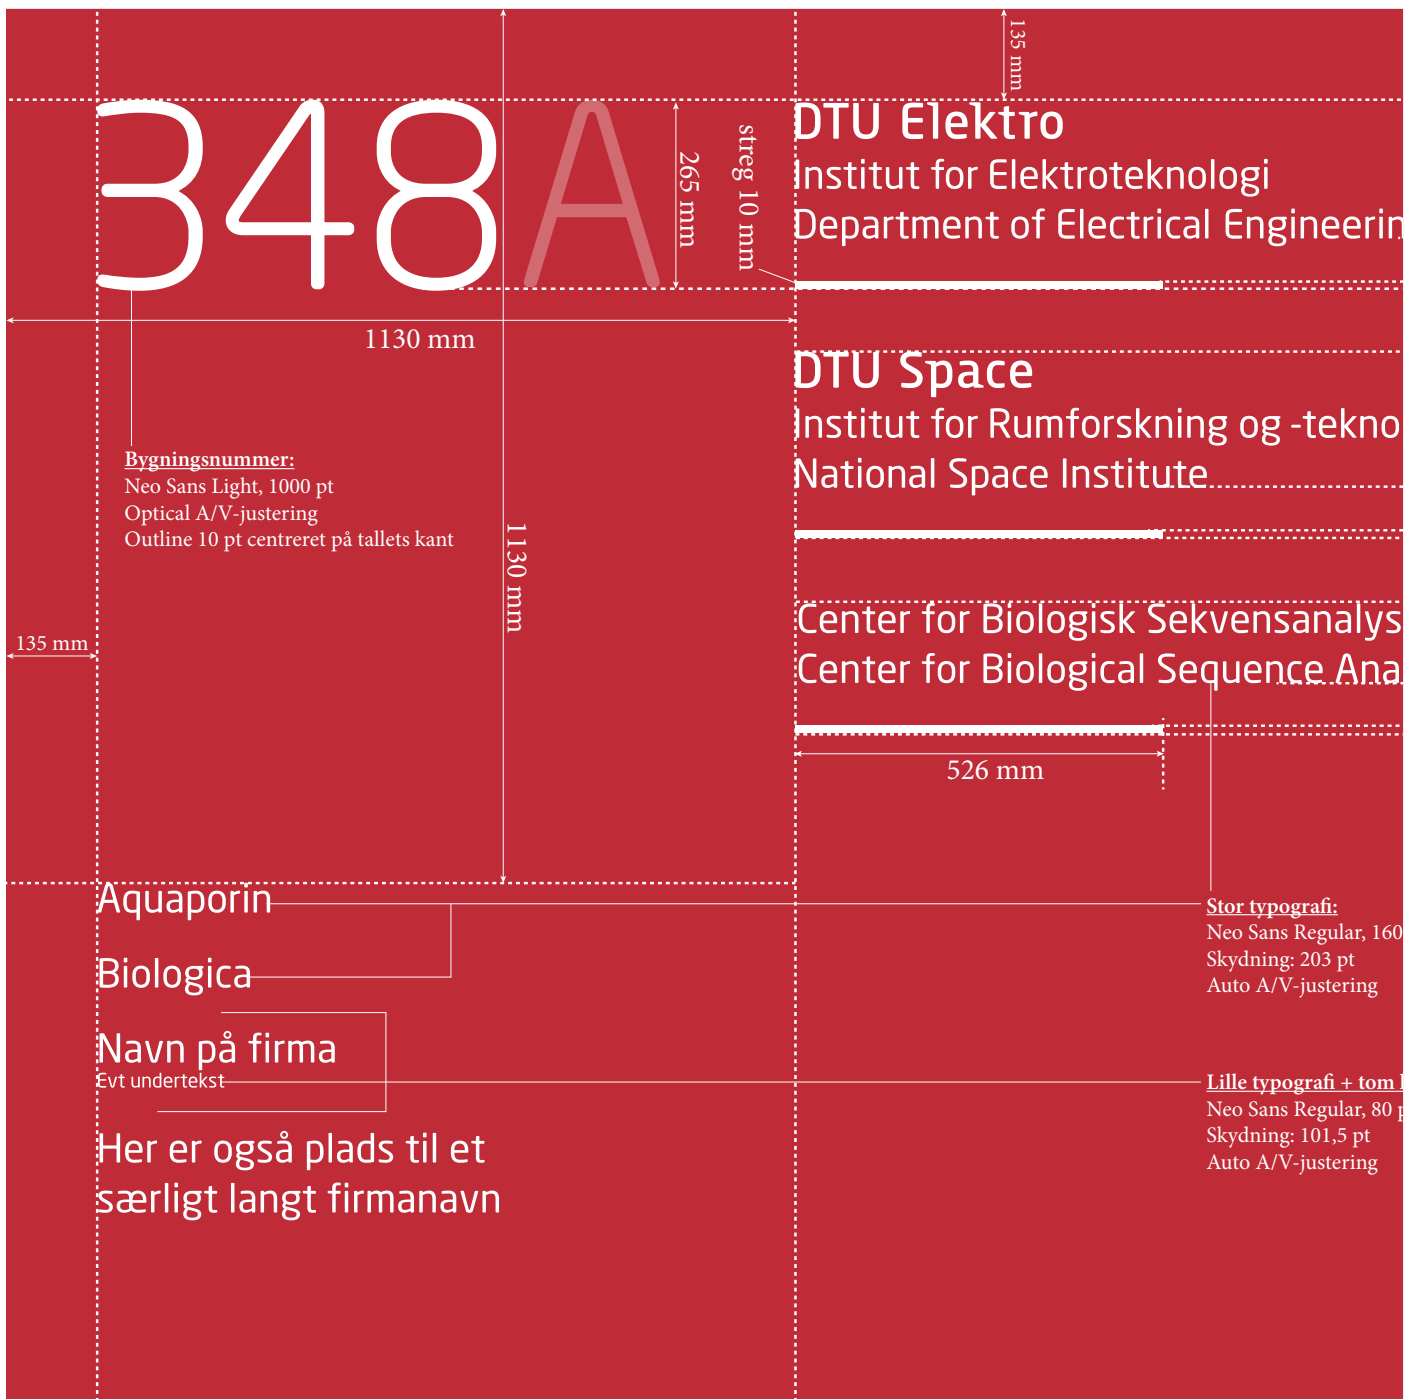 135 mm
348A
265 mm
streg 10 mm
DTU Elektro
Institut for Elektroteknologi
Department of Electrical Engineerin
1130 mm
DTU Space
Institut for Rumforskning og -tekno
National Space Institute
Bygningsnummer:
Neo Sans Light, 1000 pt
Optical A/V-justering
Outline 10 pt centreret på tallets kant
1130 mm
135 mm
Center for Biologisk Sekvensanalys
Center for Biological Sequence Ana
526 mm
Aquaporin
Biologica
Navn på firma
Evt undertekst
Her er også plads til et
særligt langt firmanavn
Stor typografi:
Neo Sans Regular, 160
Skydning: 203 pt
Auto A/V-justering
Lille typografi + tom
Neo Sans Regular, 80 p
Skydning: 101,5 pt
Auto A/V-justering